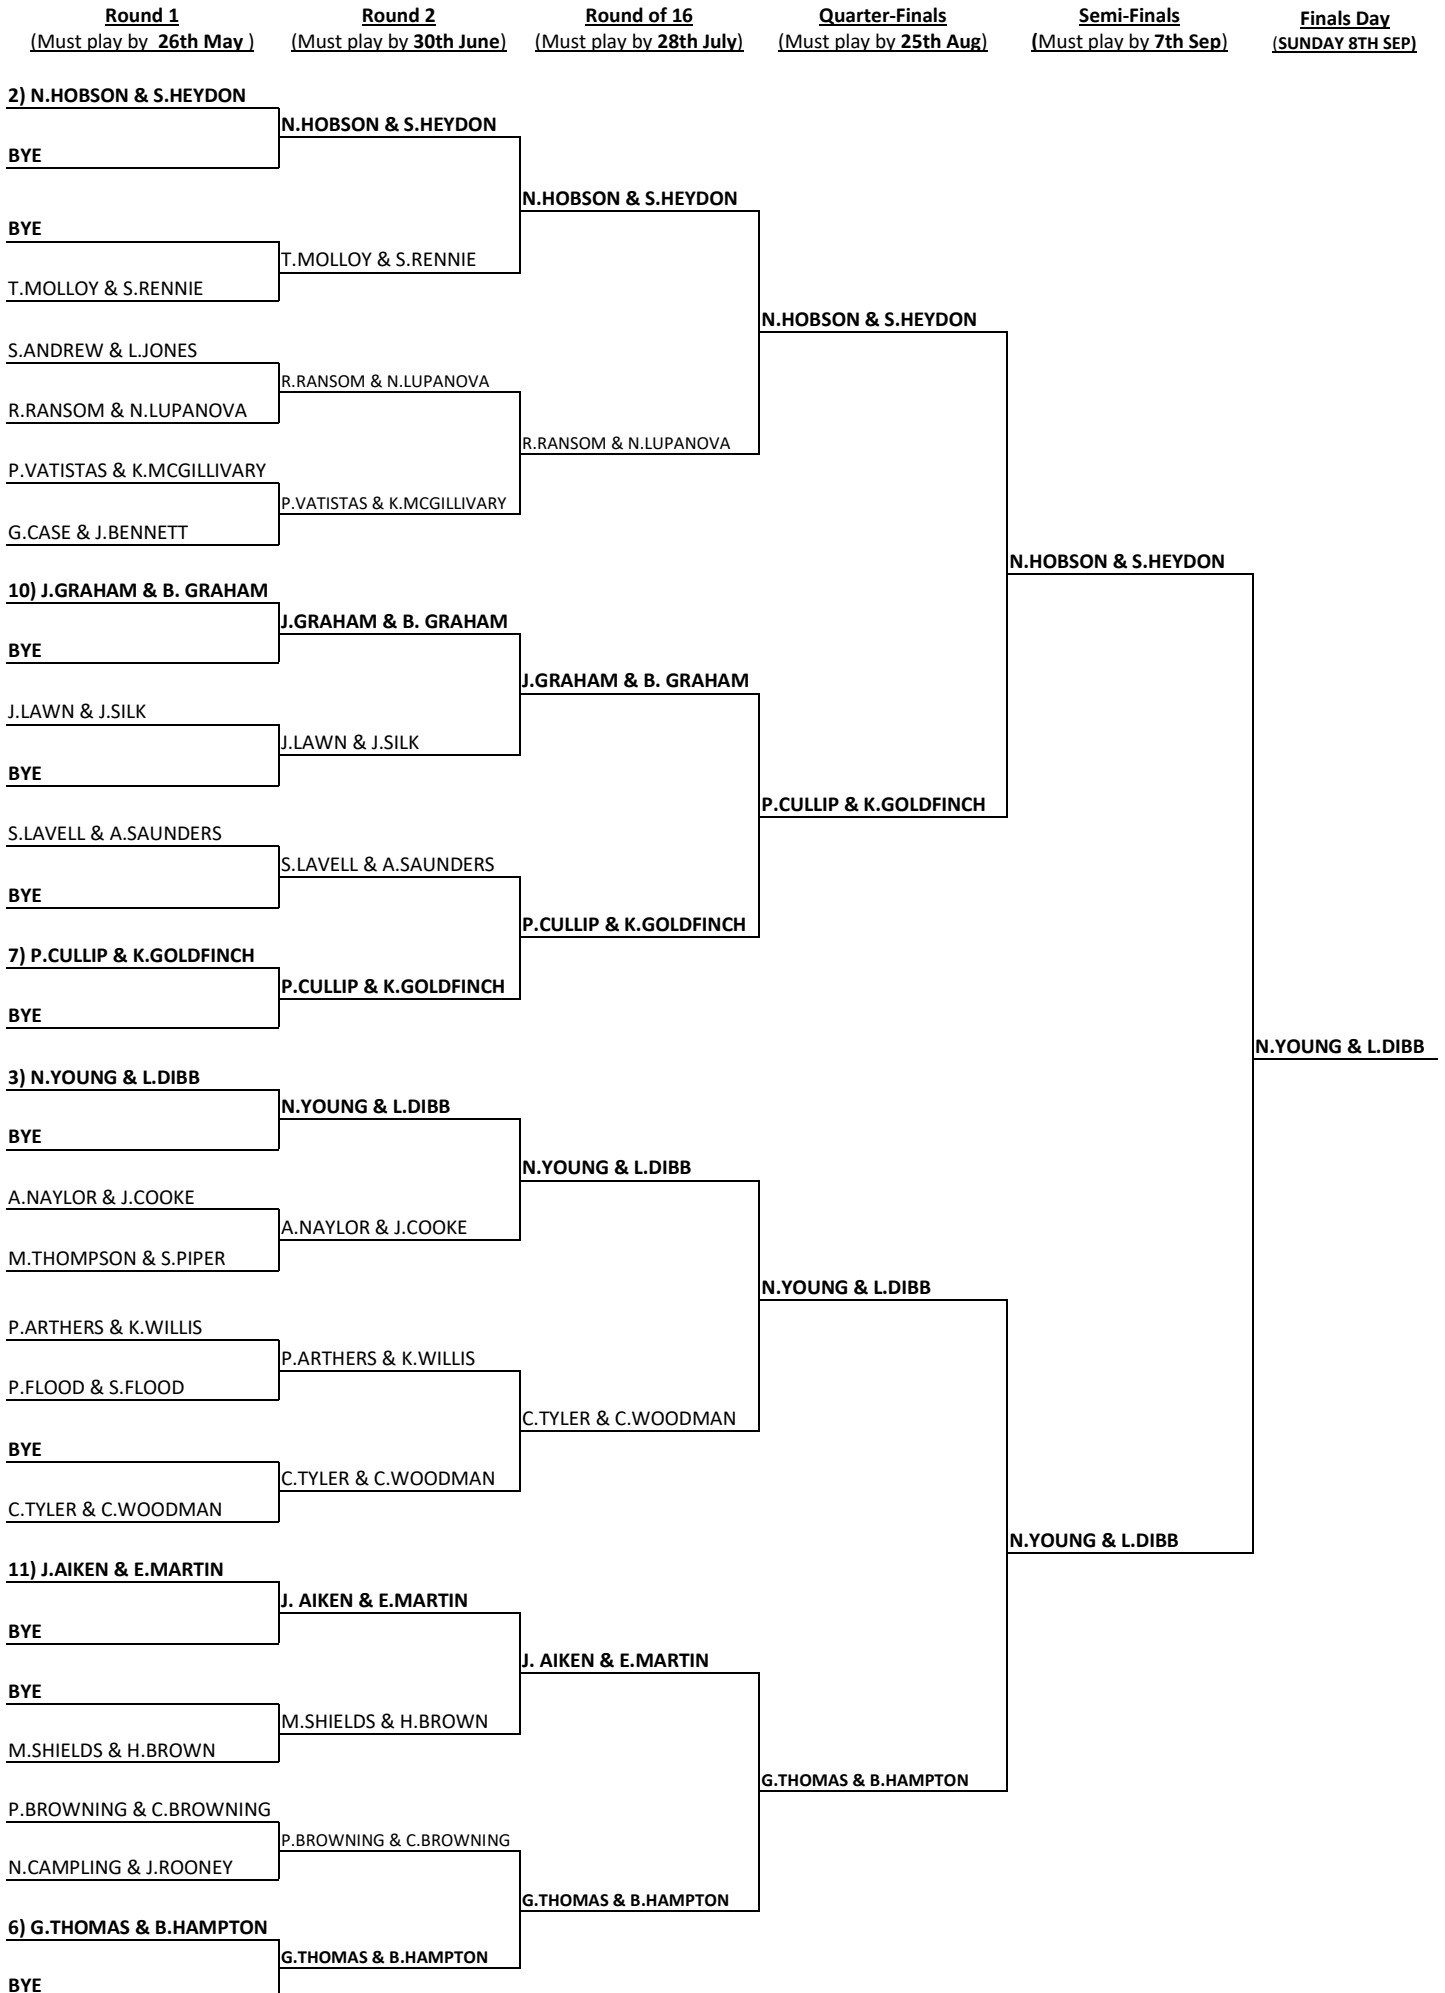 Round 1
(Must play by 26th May )
Round 2
(Must play by 30th June)
Round of 16
(Must play by 28th July)
Quarter-Finals
(Must play by 25th Aug)
Semi-Finals
(Must play by 7th Sep)
Finals Day
(SUNDAY 8TH SEP)
2) N.HOBSON & S.HEYDON
BYE
BYE
T.MOLLOY & S.RENNIE
S.ANDREW & L.JONES
R.RANSOM & N.LUPANOVA
P.VATISTAS & K.MCGILLIVARY
G.CASE & J.BENNETT
10) J.GRAHAM & B. GRAHAM
BYE
J.LAWN & J.SILK
BYE
S.LAVELL & A.SAUNDERS
BYE
7) P.CULLIP & K.GOLDFINCH
BYE
3) N.YOUNG & L.DIBB
BYE
A.NAYLOR & J.COOKE
M.THOMPSON & S.PIPER
P.ARTHERS & K.WILLIS
P.FLOOD & S.FLOOD
BYE
C.TYLER & C.WOODMAN
11) J.AIKEN & E.MARTIN
BYE
BYE
M.SHIELDS & H.BROWN
P.BROWNING & C.BROWNING
N.CAMPLING & J.ROONEY
6) G.THOMAS & B.HAMPTON
BYE
N.HOBSON & S.HEYDON
T.MOLLOY & S.RENNIE
R.RANSOM & N.LUPANOVA
P.VATISTAS & K.MCGILLIVARY
J.GRAHAM & B. GRAHAM
J.LAWN & J.SILK
S.LAVELL & A.SAUNDERS
P.CULLIP & K.GOLDFINCH
N.YOUNG & L.DIBB
A.NAYLOR & J.COOKE
P.ARTHERS & K.WILLIS
C.TYLER & C.WOODMAN
J. AIKEN & E.MARTIN
M.SHIELDS & H.BROWN
P.BROWNING & C.BROWNING
G.THOMAS & B.HAMPTON
N.HOBSON & S.HEYDON
R.RANSOM & N.LUPANOVA
J.GRAHAM & B. GRAHAM
P.CULLIP & K.GOLDFINCH
N.YOUNG & L.DIBB
C.TYLER & C.WOODMAN
J. AIKEN & E.MARTIN
G.THOMAS & B.HAMPTON
N.HOBSON & S.HEYDON
P.CULLIP & K.GOLDFINCH
N.YOUNG & L.DIBB
G.THOMAS & B.HAMPTON
N.HOBSON & S.HEYDON
N.YOUNG & L.DIBB
N.YOUNG & L.DIBB